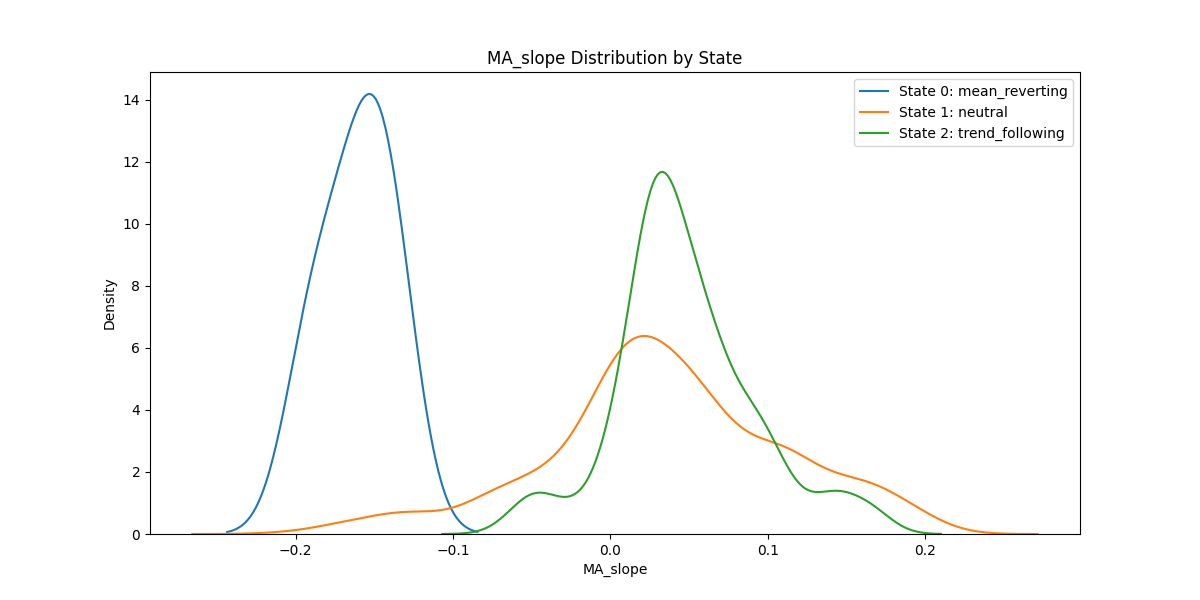 MA_slope Distribution by State
State 0: mean_reverting
State 1: neutral
State 2: trend_following
Density
14
12
10
8
6
4
2
0
−0.2
−0.1
0.0
0.1
0.2
MA_slope